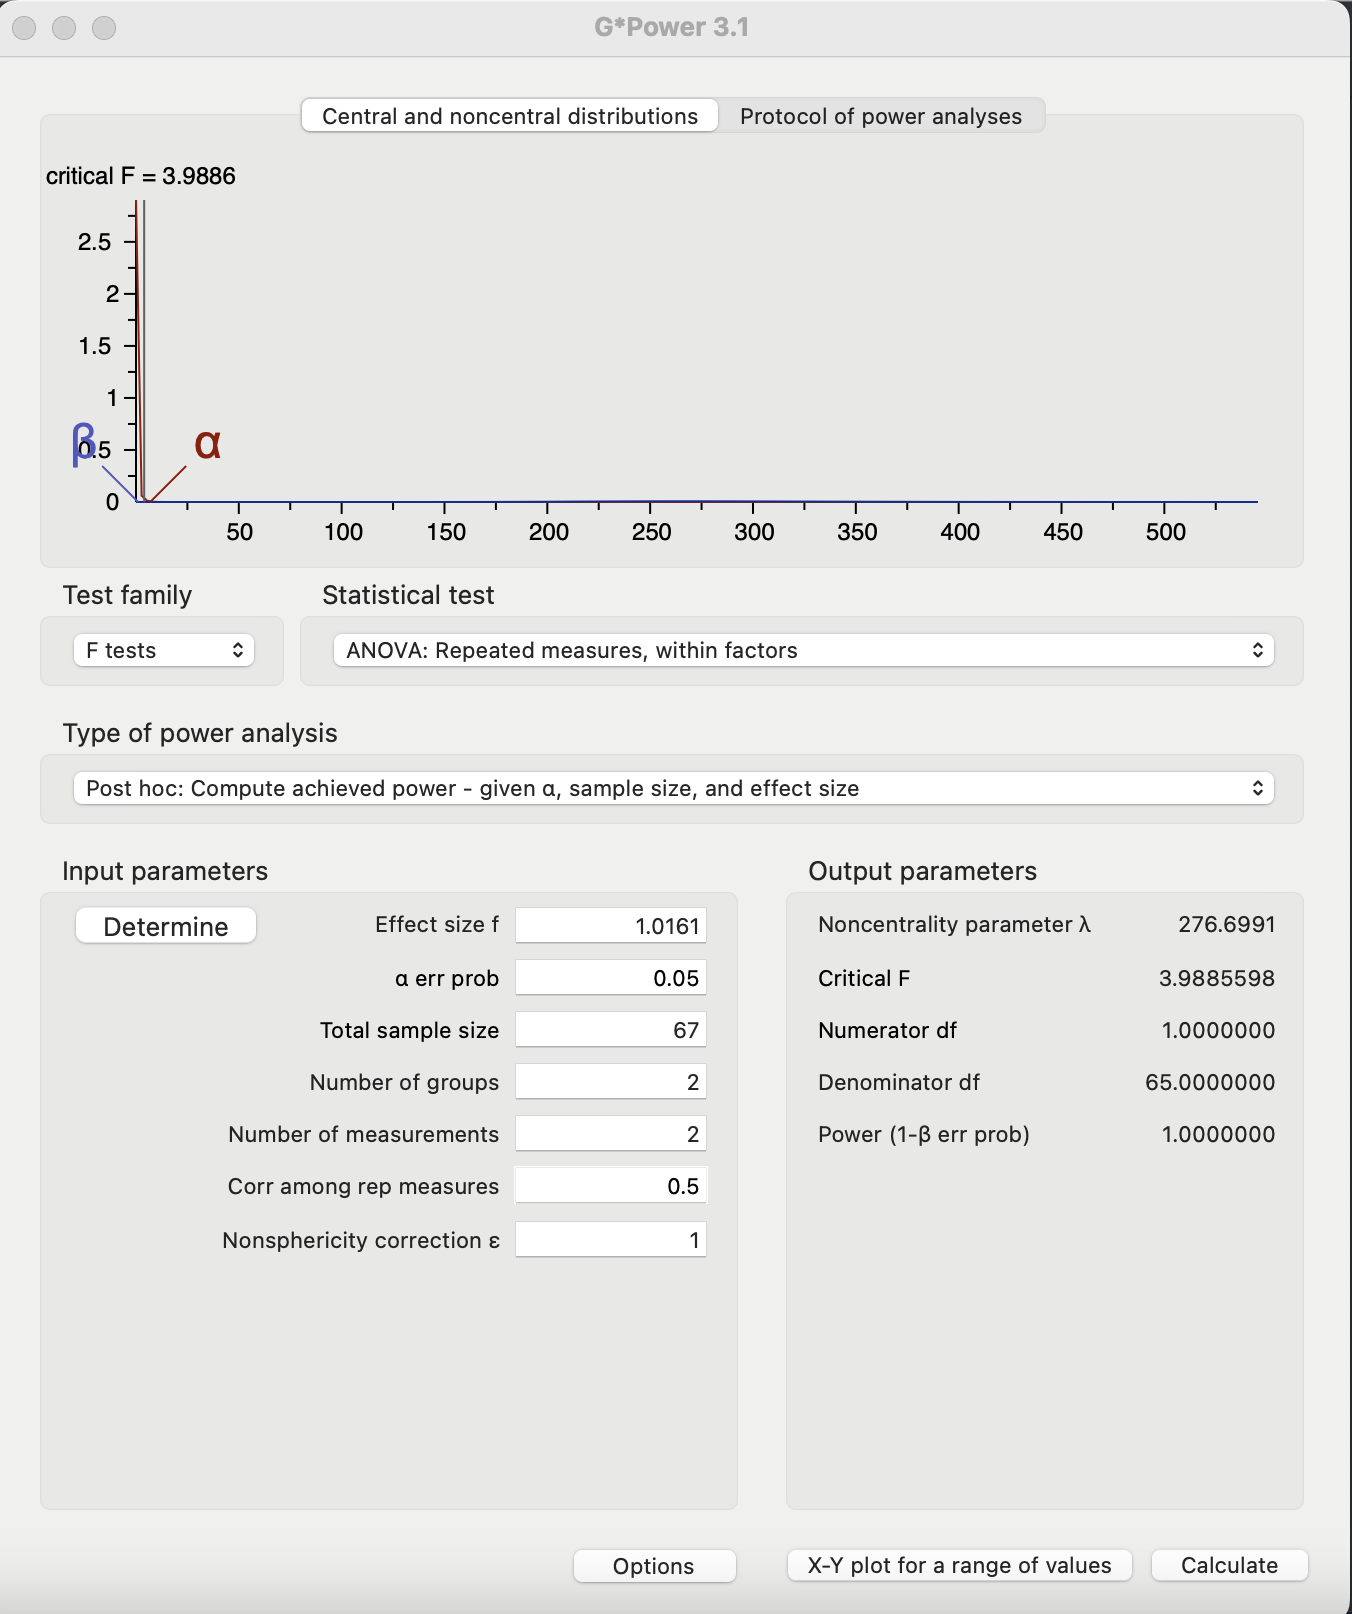 G*Power 3.1
Central and noncentral distributions Protocol of power analyses
critical F = 3.9886
2.5
2
1.5
1
0.5
0
β
α
50 100 150 200 250 300 350 400 450 500
Test family Statistical test
F tests ANOVA: Repeated measures, within factors
Type of power analysis
Post hoc: Compute achieved power - given α, sample size, and effect size
Input parameters Output parameters
Determine Effect size f 1.0161 Noncentrality parameter λ 276.6991
α err prob 0.05 Critical F 3.9885598
Total sample size 67 Numerator df 1.0000000
Number of groups 2 Denominator df 65.0000000
Number of measurements 2 Power (1-β err prob) 1.0000000
Corr among rep measures 0.5
Nonsphericity correction ε 1
Options X-Y plot for a range of values Calculate